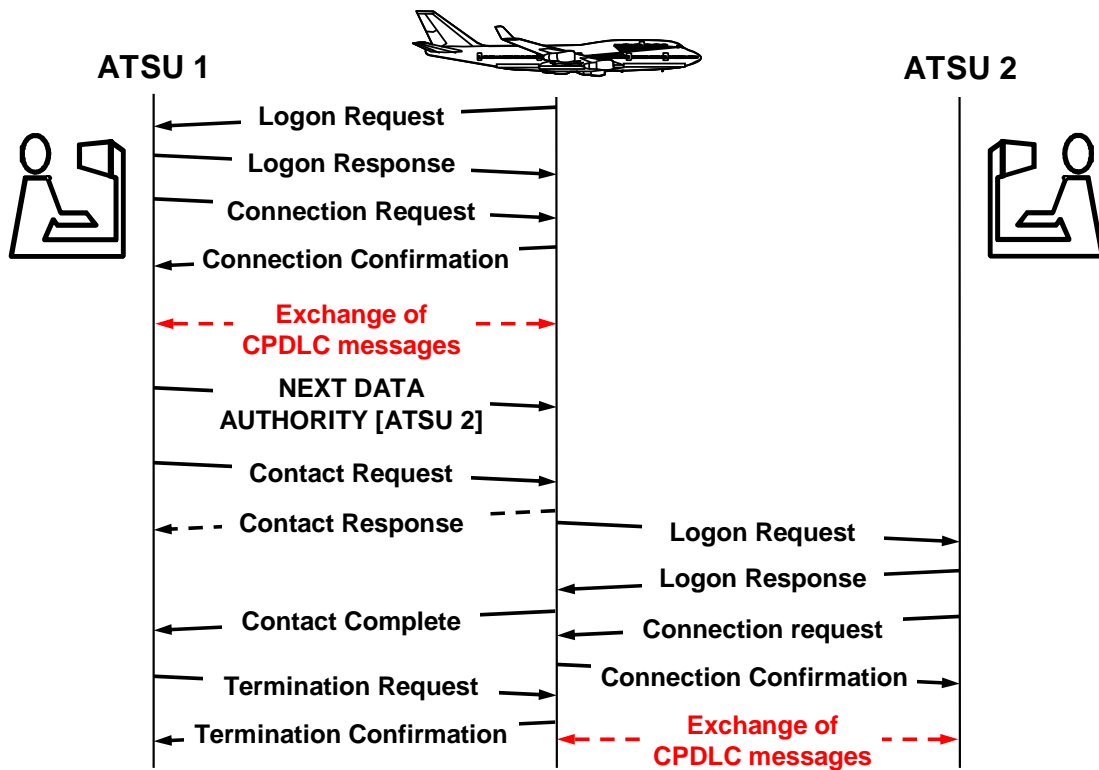 ATSU 1
ATSU 2
Logon Request
Logon Response
Connection Request
Connection Confirmation
Exchange of
CPDLC messages
NEXT DATA
AUTHORITY [ATSU 2]
Contact Request
Contact Response
Logon Request
Logon Response
Contact Complete
Connection request
Connection Confirmation
Termination Request
Termination Confirmation
Exchange of
CPDLC messages